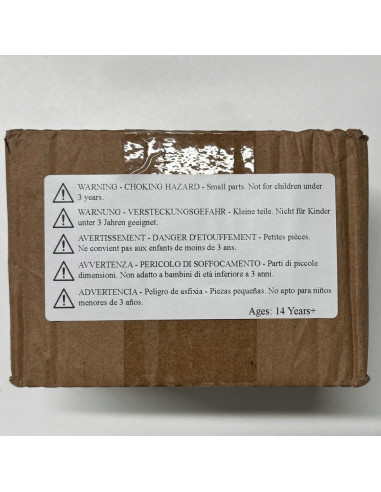 WARNING - CHOKING HAZARD - Small parts. Not for children under
3 years.
WARNUNG - VERSTECKUNGSGEFAHR - Kleine teile. Nicht für Kinder
unter 3 Jahren geeignet.
AVERTISSEMENT - DANGER D'ETOUFFEMENT - Petites pièces.
Ne convient pas aux enfants de moins de 3 ans.
AVVERTENZA - PERICOLO DI SOFFOCAMENTO - Parti di piccole
dimensioni. Non adatto a bambini di età inferiore a 3 anni.
ADVERTENCIA - Peligro de asfixia - Piezas pequeñas. No apto para niños
menores de 3 años.
Ages: 14 Years+